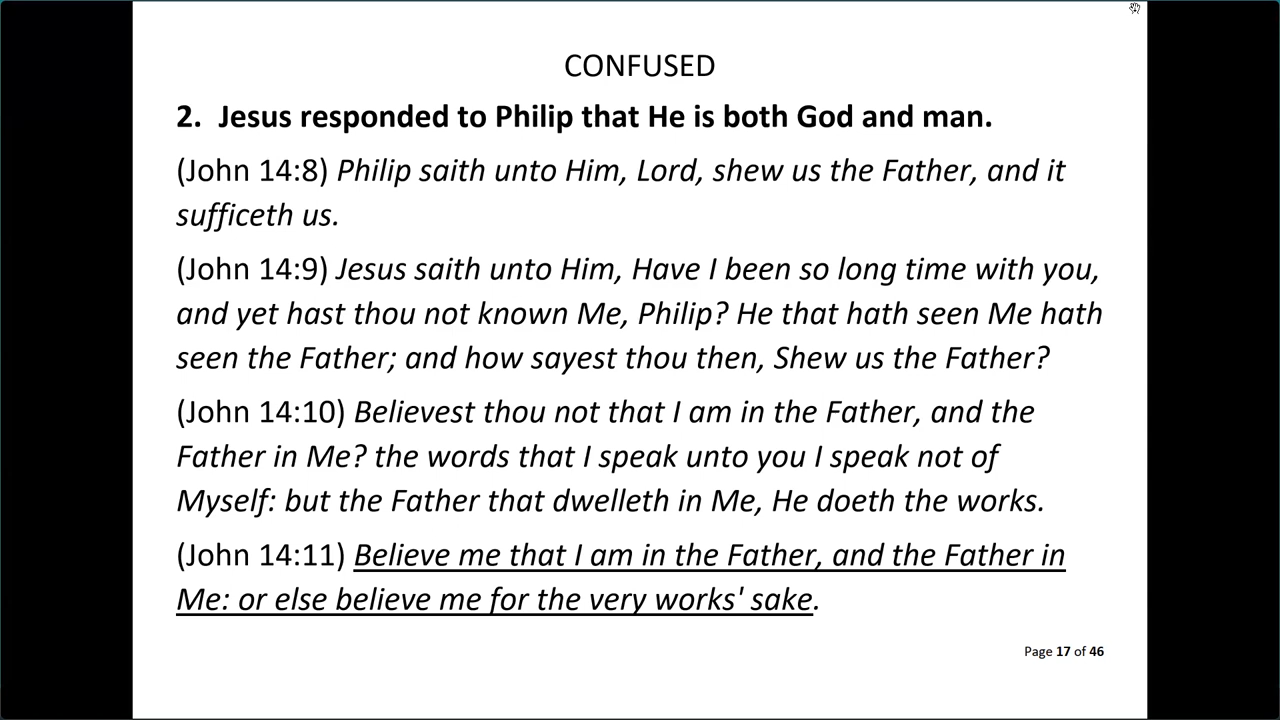 CONFUSED
2. Jesus responded to Philip that He is both God and man.
(John 14:8) Philip saith unto Him, Lord, shew us the Father, and it
sufficeth us.
(John 14:9) Jesus saith unto Him, Have I been so long time with you,
and yet hast thou not known Me, Philip? He that hath seen Me hath
seen the Father; and how sayest thou then, Shew us the Father?
(John 14:10) Believest thou not that I am in the Father, and the
Father in Me? the words that I speak unto you I speak not of
Myself: but the Father that dwelleth in Me, He doeth the works.
(John 14:11) Believe me that I am in the Father, and the Father in
Me: or else believe me for the very works' sake.
Page 17 of 46